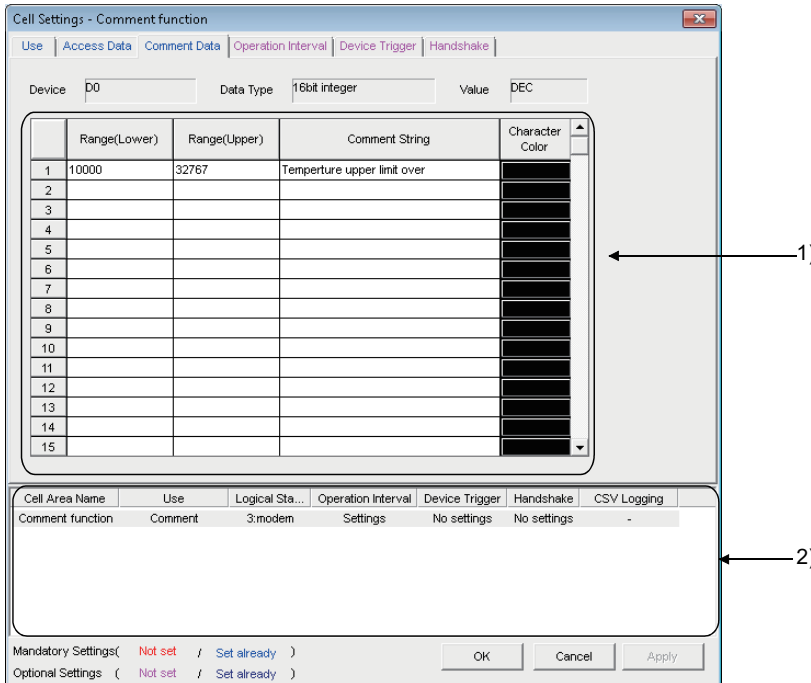 Cell Settings - Comment function
Use Access Data Comment Data Operation Interval Device Trigger Handshake
Device D0 Data Type 16bit integer Value DEC
Range(Lower) Range(Upper) Comment String Character Color
1 10000 32767 Temperture upper limit over
2
3
4
5
6
7
8
9
10
11
12
13
14
15
1)
Cell Area Name Use Logical Sta... Operation Interval Device Trigger Handshake CSV Logging
Comment function Comment 3:modem Settings No settings No settings -
2)
Mandatory Settings( Not set / Set already )
OK Cancel Apply
Optional Settings ( Not set / Set already )